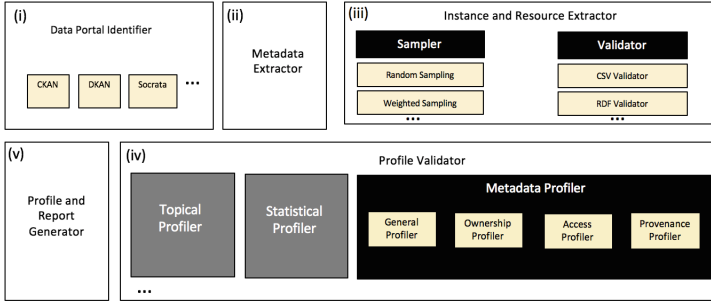 (i)
Data Portal Identifier
CKAN
DKAN
Socrata
...
(ii)
Metadata
Extractor
(iii)
Instance and Resource Extractor
Sampler
Random Sampling
Weighted Sampling
...
Validator
CSV Validator
RDF Validator
...
(v)
Profile and
Report
Generator
(iv)
Profile Validator
Topical
Profiler
...
Statistical
Profiler
Metadata Profiler
General
Profiler
Ownership
Profiler
Access
Profiler
Provenance
Profiler